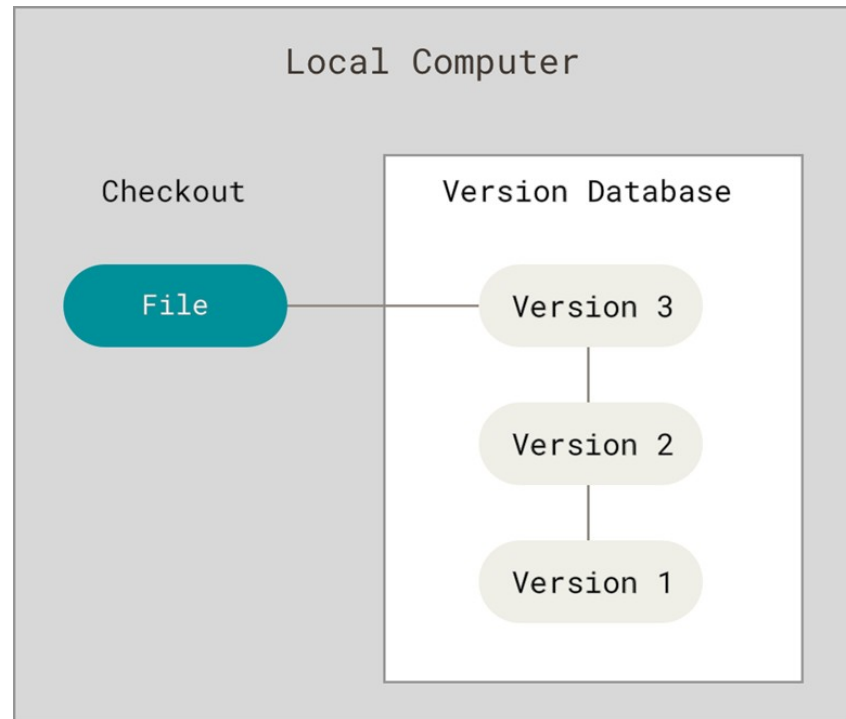 Local Computer
Checkout
Version Database
File
Version 3
Version 2
Version 1